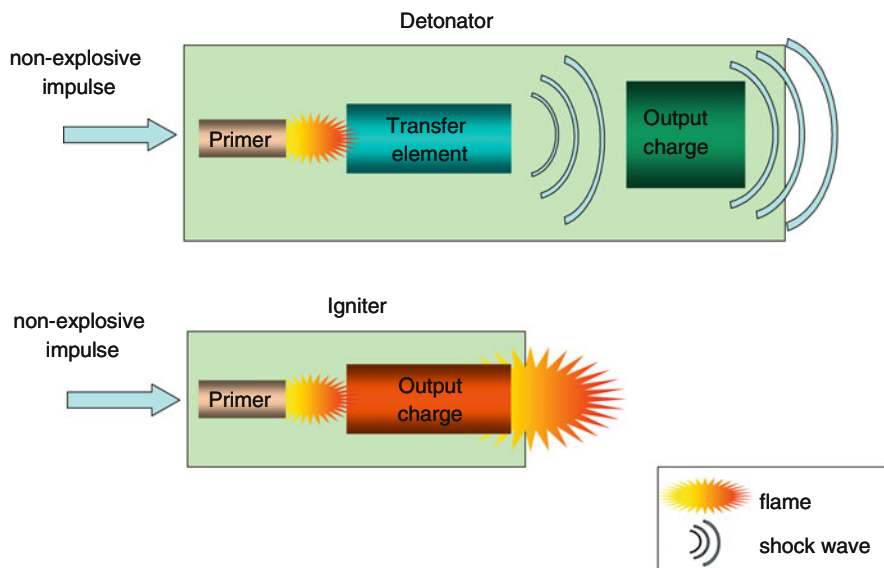 Detonator
non-explosive
impulse
Primer
Transfer
element
Output
charge
Igniter
non-explosive
impulse
Primer
Output
charge
flame
shock wave